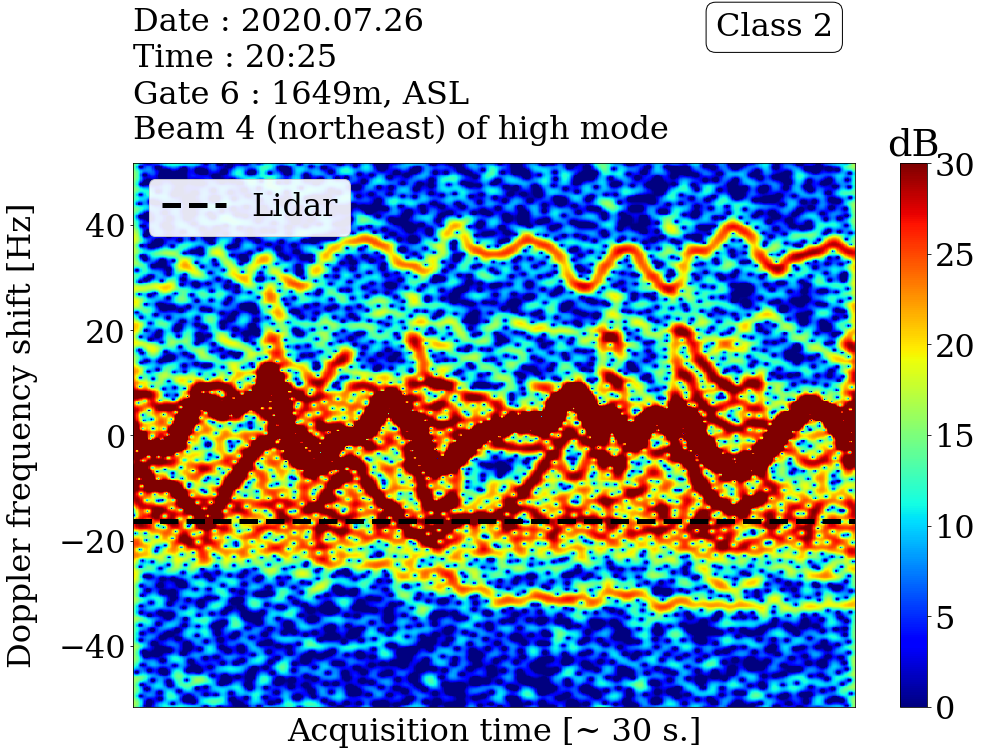 Date : 2020.07.26
Time : 20:25
Gate 6 : 1649m, ASL
Beam 4 (northeast) of high mode
Class 2
dB
Lidar
Doppler frequency shift [Hz]
40
20
0
−20
−40
30
25
20
15
10
5
0
Acquisition time [~ 30 s.]